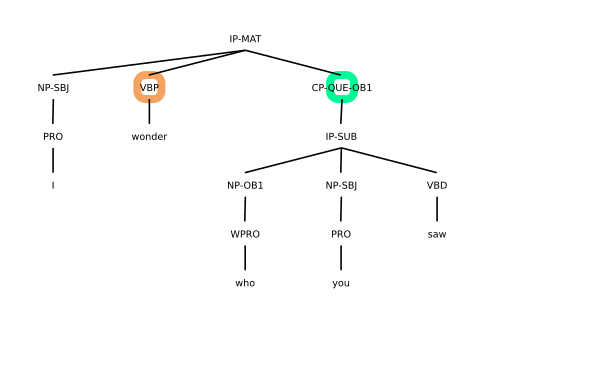 IP-MAT
NP-SBJ VBP CP-QUE-OB1
PRO wonder IP-SUB
I NP-OB1 NP-SBJ VBD
WPRO PRO saw
who you